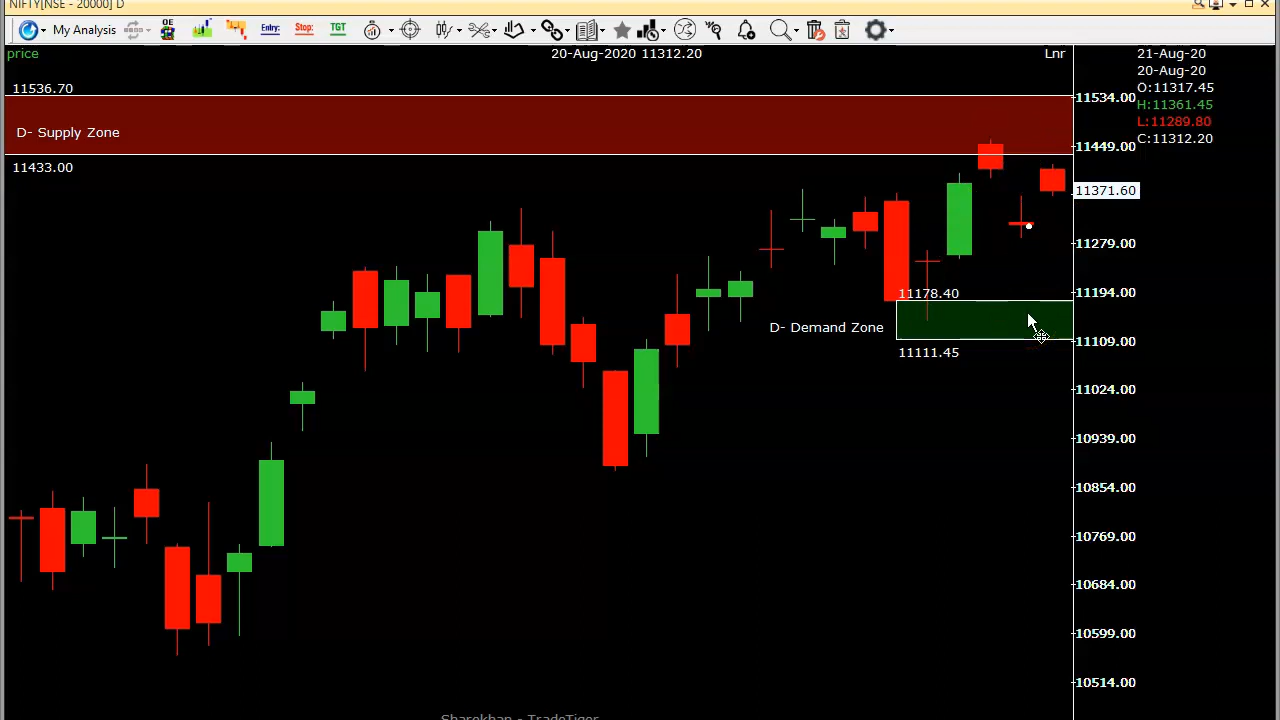 NIFTY[NSE - 20000] D
OE
My Analysis
Entry:
Stop:
TGT
price
20-Aug-2020 11312.20
Lnr
21-Aug-20
20-Aug-20
O:11317.45
H:11361.45
L:11289.80
C:11312.20
11536.70
D- Supply Zone
11433.00
11534.00
11449.00
11371.60
11279.00
11194.00
11109.00
11024.00
10939.00
10854.00
10769.00
10684.00
10599.00
10514.00
11178.40
D- Demand Zone
11111.45
Sharekhan - TradeTiger